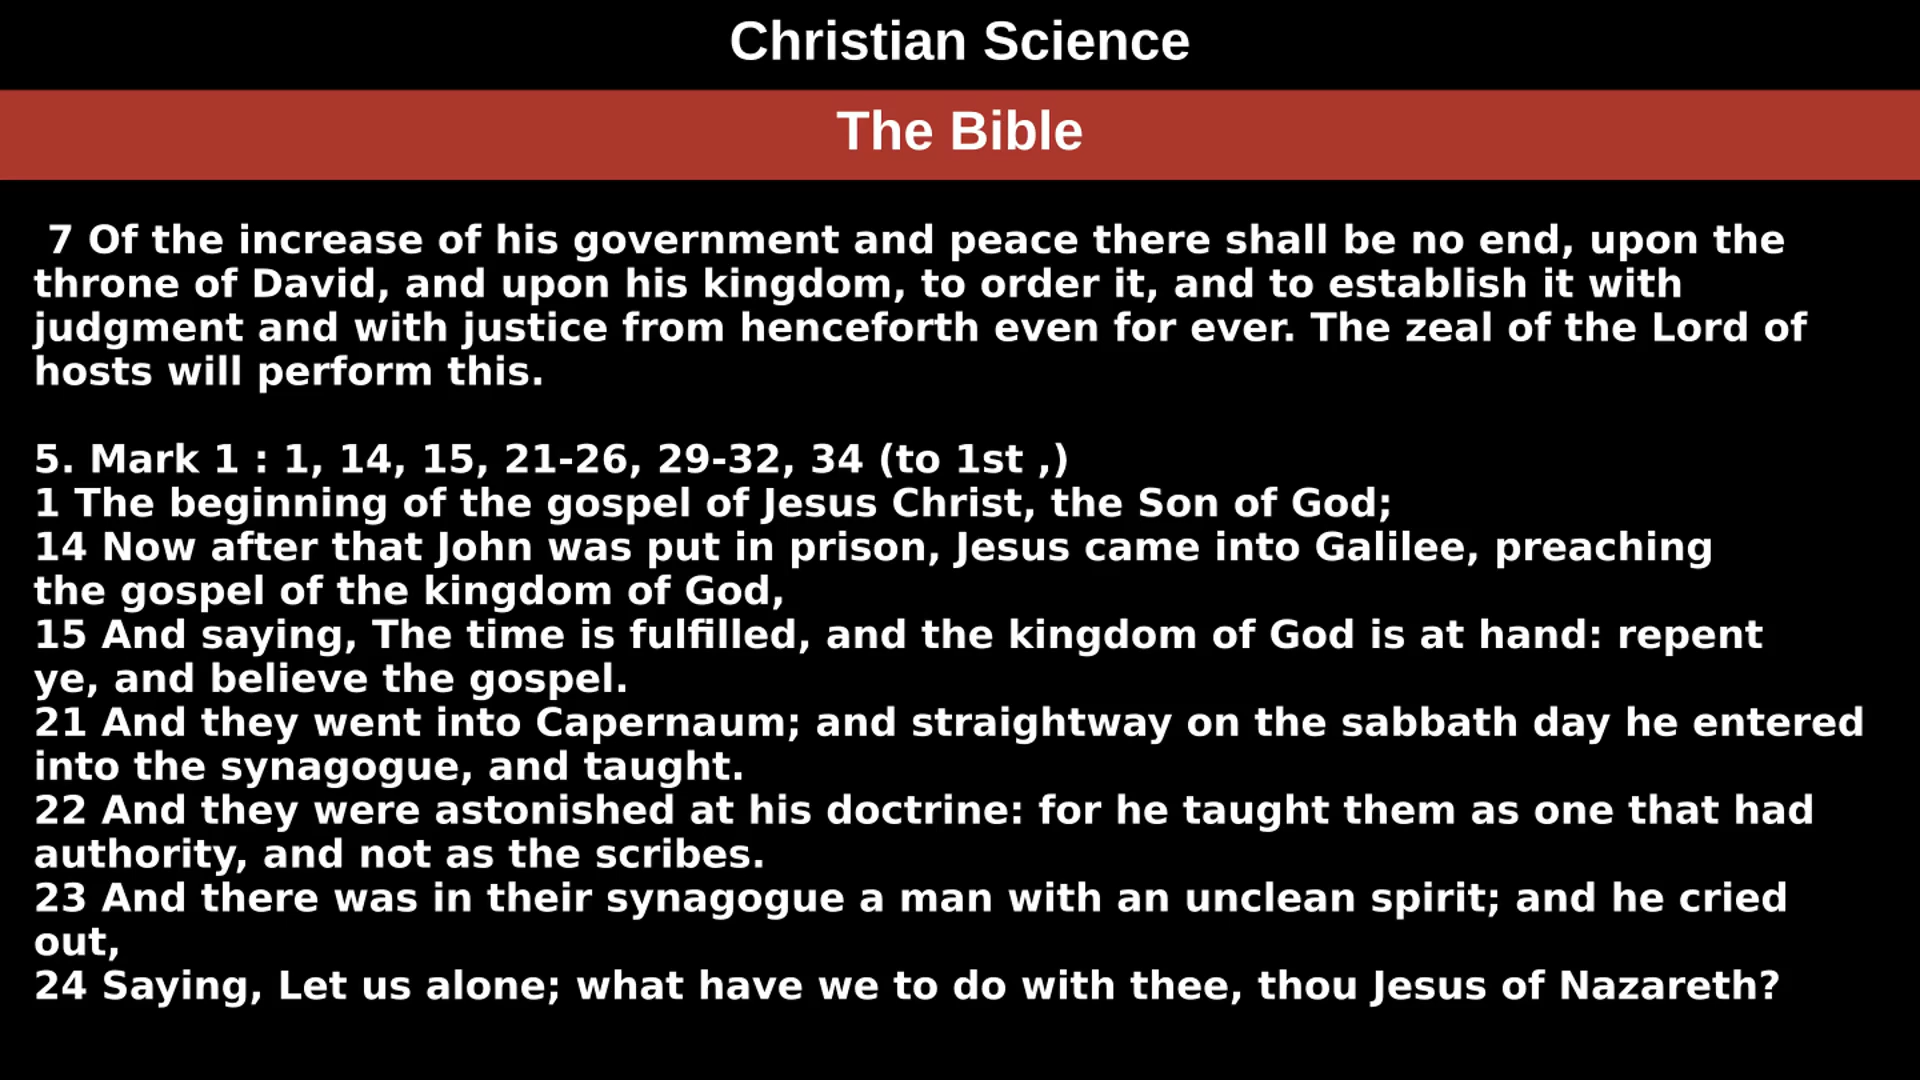 Christian Science
The Bible
7 Of the increase of his government and peace there shall be no end, upon the
throne of David, and upon his kingdom, to order it, and to establish it with
judgment and with justice from henceforth even for ever. The zeal of the Lord of
hosts will perform this.
5. Mark 1 : 1, 14, 15, 21-26, 29-32, 34 (to 1st ,)
1 The beginning of the gospel of Jesus Christ, the Son of God;
14 Now after that John was put in prison, Jesus came into Galilee, preaching
the gospel of the kingdom of God,
15 And saying, The time is fulfilled, and the kingdom of God is at hand: repent
ye, and believe the gospel.
21 And they went into Capernaum; and straightway on the sabbath day he entered
into the synagogue, and taught.
22 And they were astonished at his doctrine: for he taught them as one that had
authority, and not as the scribes.
23 And there was in their synagogue a man with an unclean spirit; and he cried
out,
24 Saying, Let us alone; what have we to do with thee, thou Jesus of Nazareth?